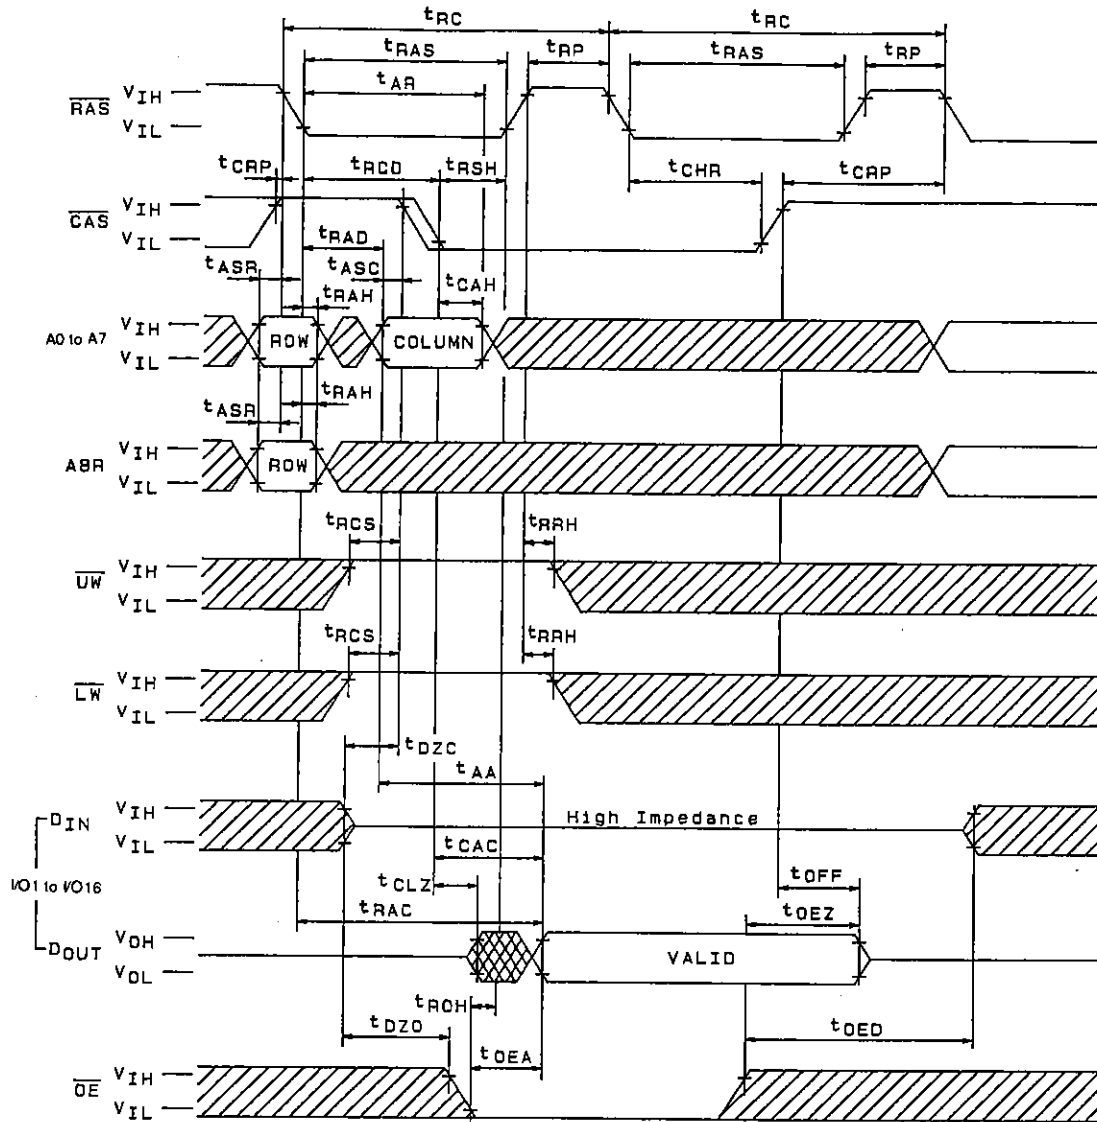 tRC tRC
tRAS tRP tRAS tRP
tAR
RAS VIH
VIL
tCRP tRCD tRSH tCHR tCRP
CAS VIH
VIL
tRAD
tASR tASC
tRAH tCAH
A0 to A7 VIH
VIL
ROW COLUMN
tRAH
tASR
A8R VIH
VIL
ROW
tRCS tRRH
UW VIH
VIL
tRCS tRRH
LW VIH
VIL
tDZC
tAA
DIN VIH
VIL
High Impedance
tCAC
I/O1 to I/O16
tCLZ tOFF
tRAC tOEZ
DOUT VOH
VOL
VALID
tROH
tDZO tOED
tOEA
OE VIH
VIL